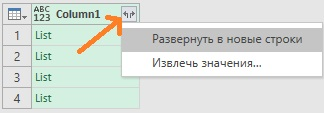 ABC
123
Column1
1
List
Развернуть в новые строки
2
List
Извлечь значения...
3
List
4
List